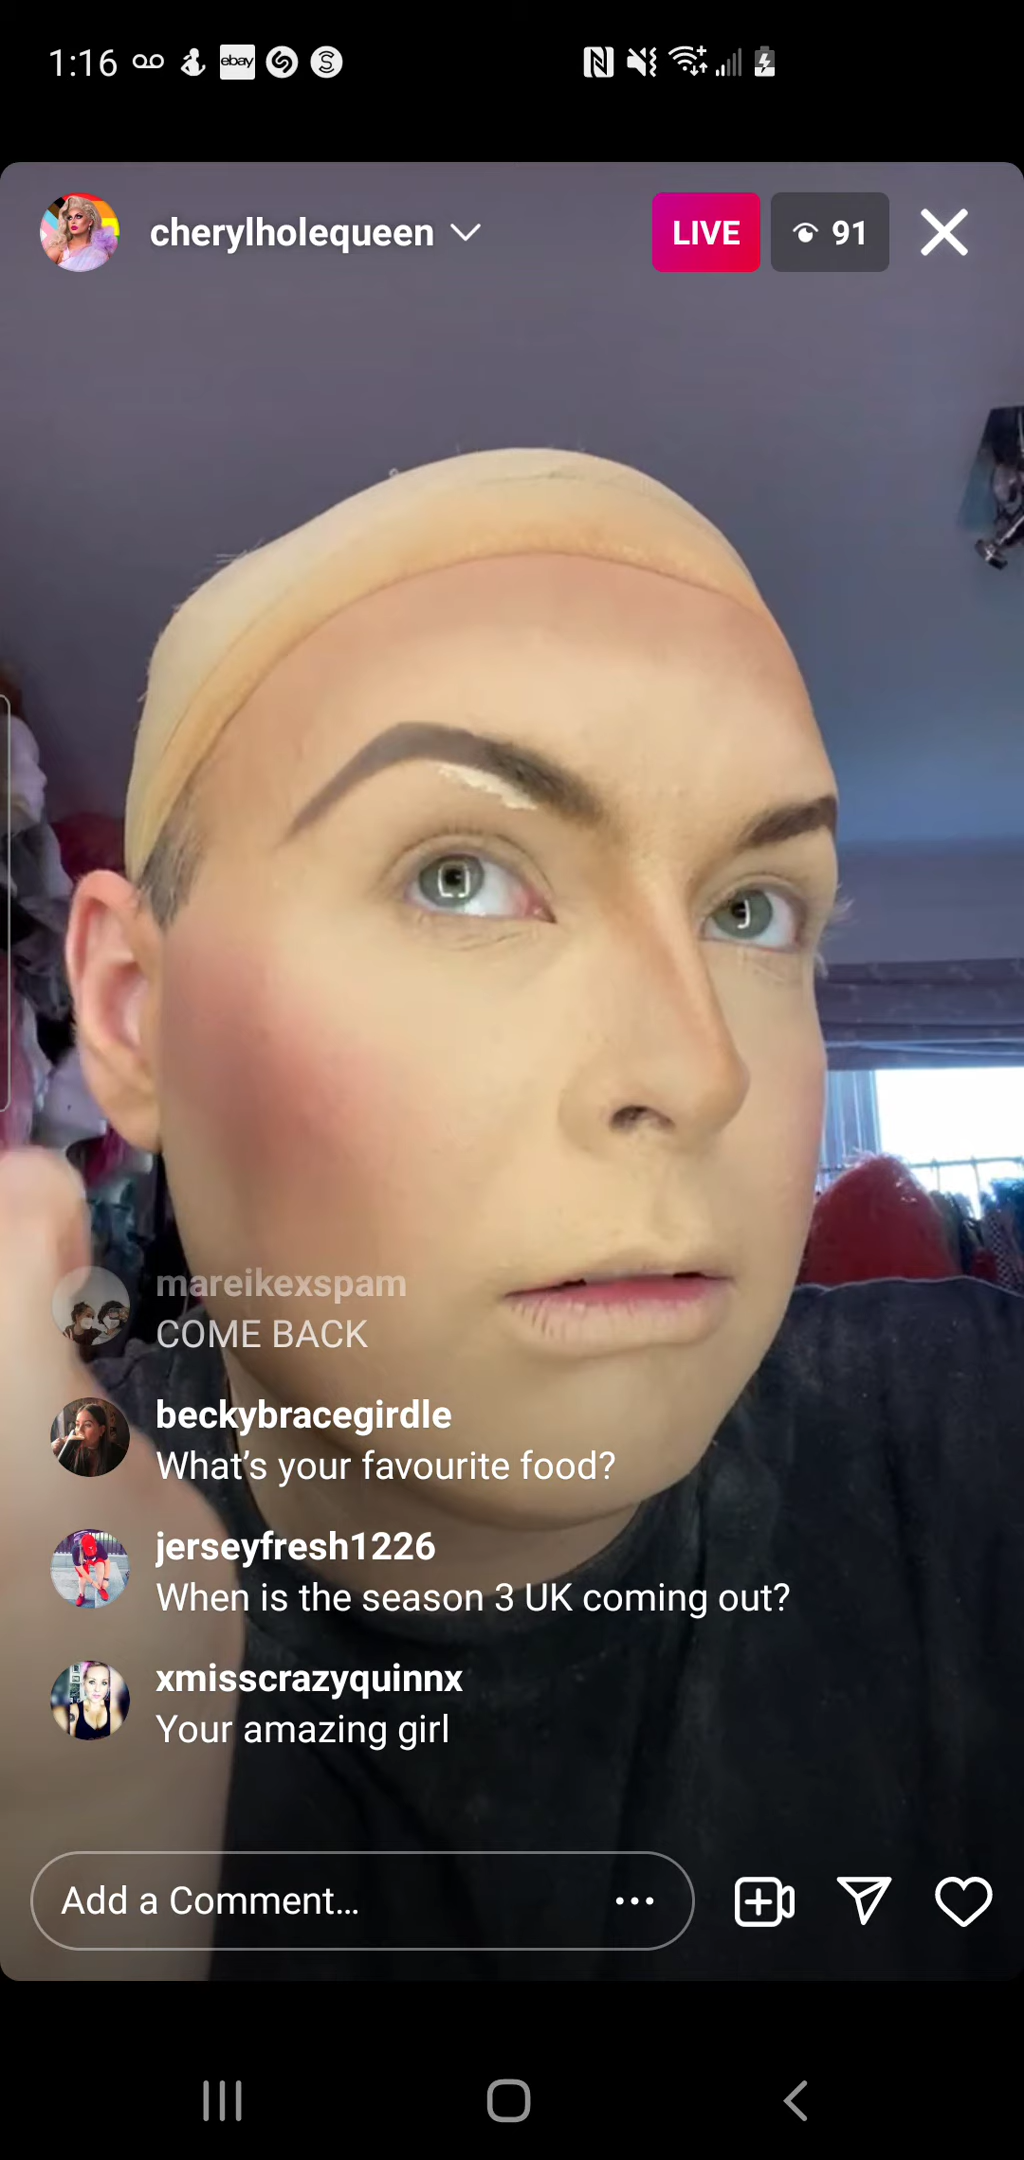 1:16 ebay
cherylholequeen LIVE 91
mareikexspam
COME BACK
beckybracegirdle
What's your favourite food?
jerseyfresh1226
When is the season 3 UK coming out?
xmisscrazyquinnx
Your amazing girl
Add a Comment...